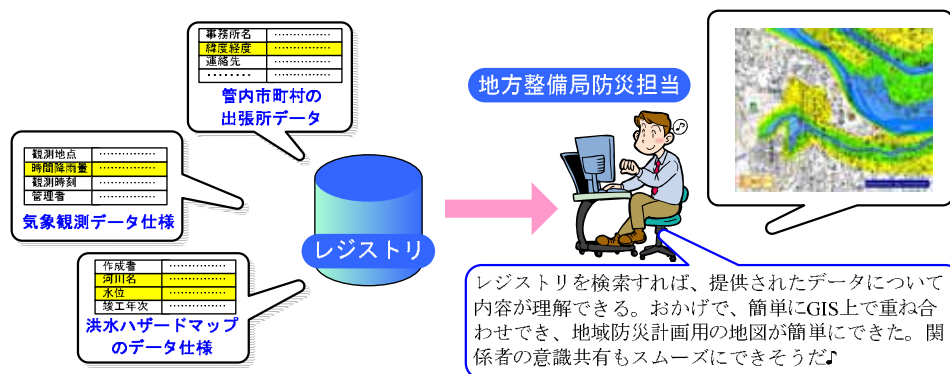 事務所名
緯度経度
連絡先
管内市町村の
出張所データ
観測地点
時間降雨量
観測時刻
管理者
気象観測データ仕様
作成者
河川名
水位
竣工年次
洪水ハザードマップ
のデータ仕様
レジストリ
地方整備局防災担当
レジストリを検索すれば、提供されたデータについて
内容が理解できる。おかげで、簡単にGIS上で重ね合
わせでき、地域防災計画用の地図が簡単にできた。関
係者の意識共有もスムーズにできそうだ♪